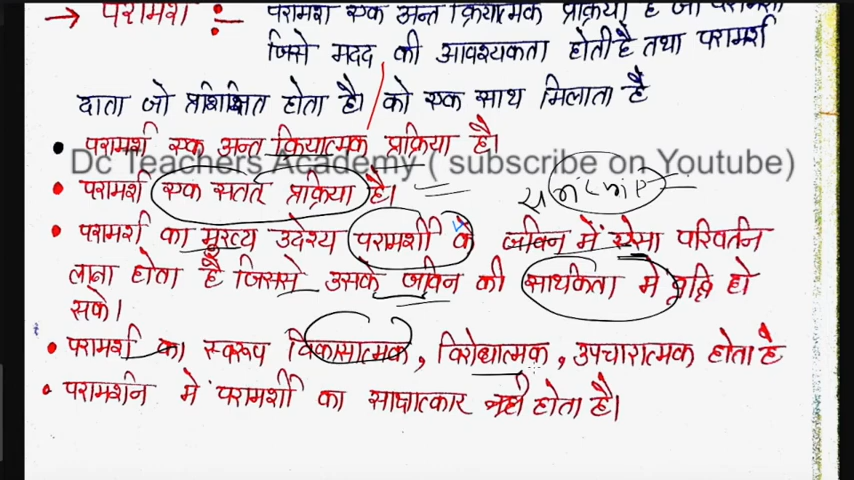 → परामर्श :- परामर्श एक अन्त क्रियात्मक प्रक्रिया है जो परामर्शी
जिसे मदद की आवश्यकता होती है तथा परामर्श
दाता जो प्रशिक्षित होता है। को एक साथ मिलाता है
• परामर्श एक अन्त क्रियात्मक प्रक्रिया है।
Dc Teachers Academy ( subscribe on Youtube)
• परामर्श एक सतत् प्रक्रिया है।
• परामर्श का मुख्य उदेश्य परामर्शी के जीवन में ऐसा परिवर्तन
लाना होता है जिससे उसके जीवन की सार्थकता मे वृद्धि हो
सके।
• परामर्श का स्वरूप विकासात्मक, विरोधात्मक, उपचारात्मक होता है
• परामर्शन मे परामर्शी का साक्षात्कार नही होता है।